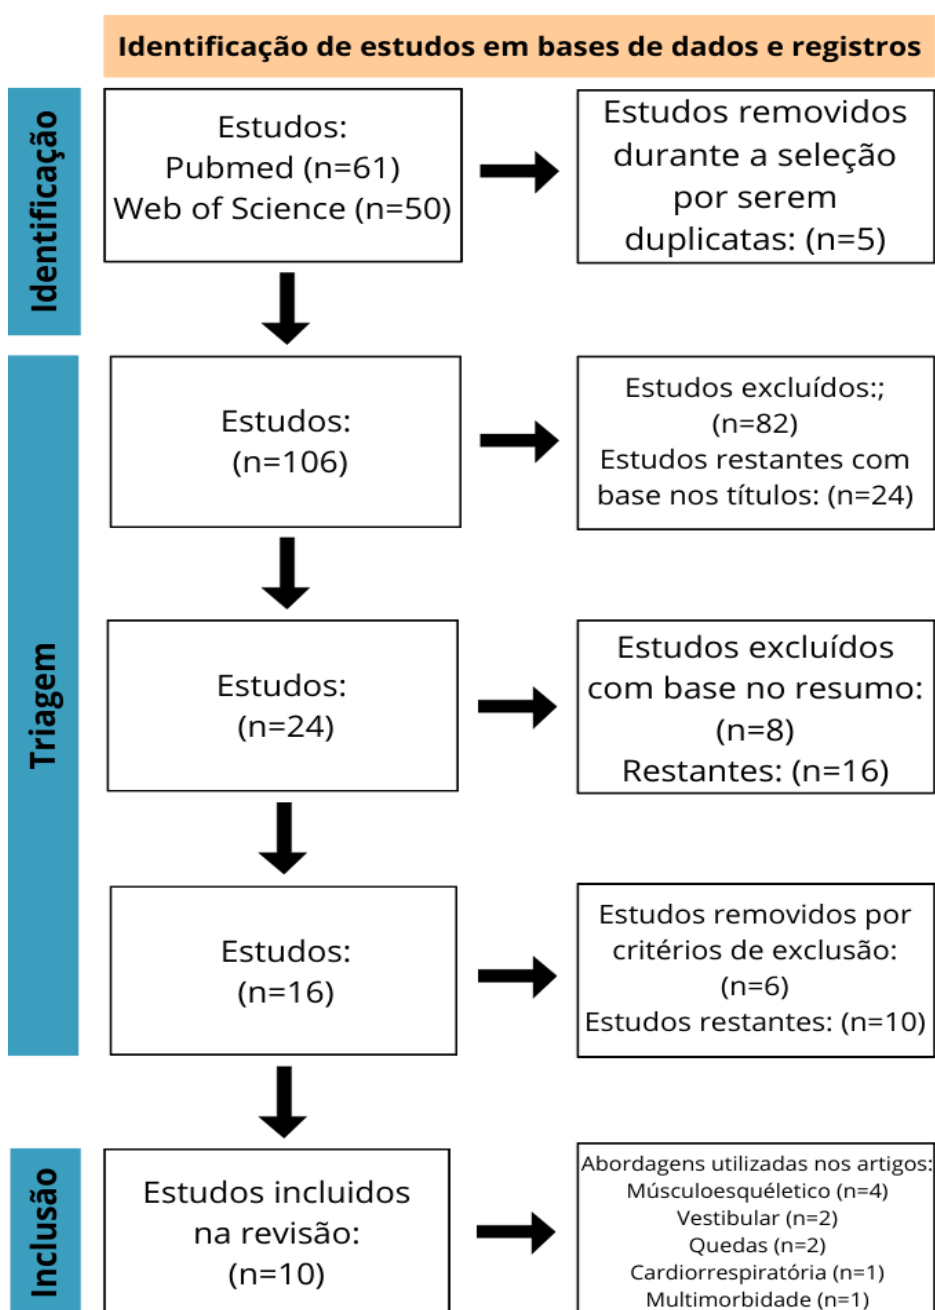 Identificação de estudos em bases de dados e registros
Identificação
Estudos:
Pubmed (n=61)
Web of Science (n=50)
Estudos removidos
durante a seleção
por serem
duplicatas: (n=5)
Triagem
Estudos:
(n=106)
Estudos excluídos:;
(n=82)
Estudos restantes com
base nos títulos: (n=24)
Estudos:
(n=24)
Estudos excluídos
com base no resumo:
(n=8)
Restantes: (n=16)
Estudos:
(n=16)
Estudos removidos por
critérios de exclusão:
(n=6)
Estudos restantes: (n=10)
Inclusão
Estudos incluidos
na revisão:
(n=10)
Abordagens utilizadas nos artigos:
Músculoesquéletico (n=4)
Vestibular (n=2)
Quedas (n=2)
Cardiorrespiratória (n=1)
Multimorbidade (n=1)